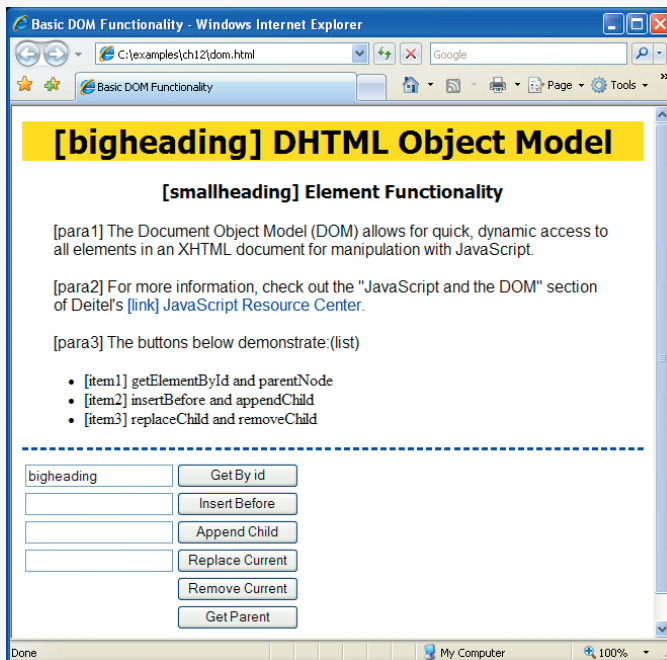 Basic DOM Functionality - Windows Internet Explorer
C:\examples\ch12\dom.html
Google
Basic DOM Functionality
Page
Tools
»
[bigheading] DHTML Object Model
[smallheading] Element Functionality
[para1] The Document Object Model (DOM) allows for quick, dynamic access to
all elements in an XHTML document for manipulation with JavaScript.
[para2] For more information, check out the "JavaScript and the DOM" section
of Deitel's [link] JavaScript Resource Center.
[para3] The buttons below demonstrate:(list)
• [item1] getElementById and parentNode
• [item2] insertBefore and appendChild
• [item3] replaceChild and removeChild
bigheading Get By id
Insert Before
Append Child
Replace Current
Remove Current
Get Parent
Done My Computer 100%